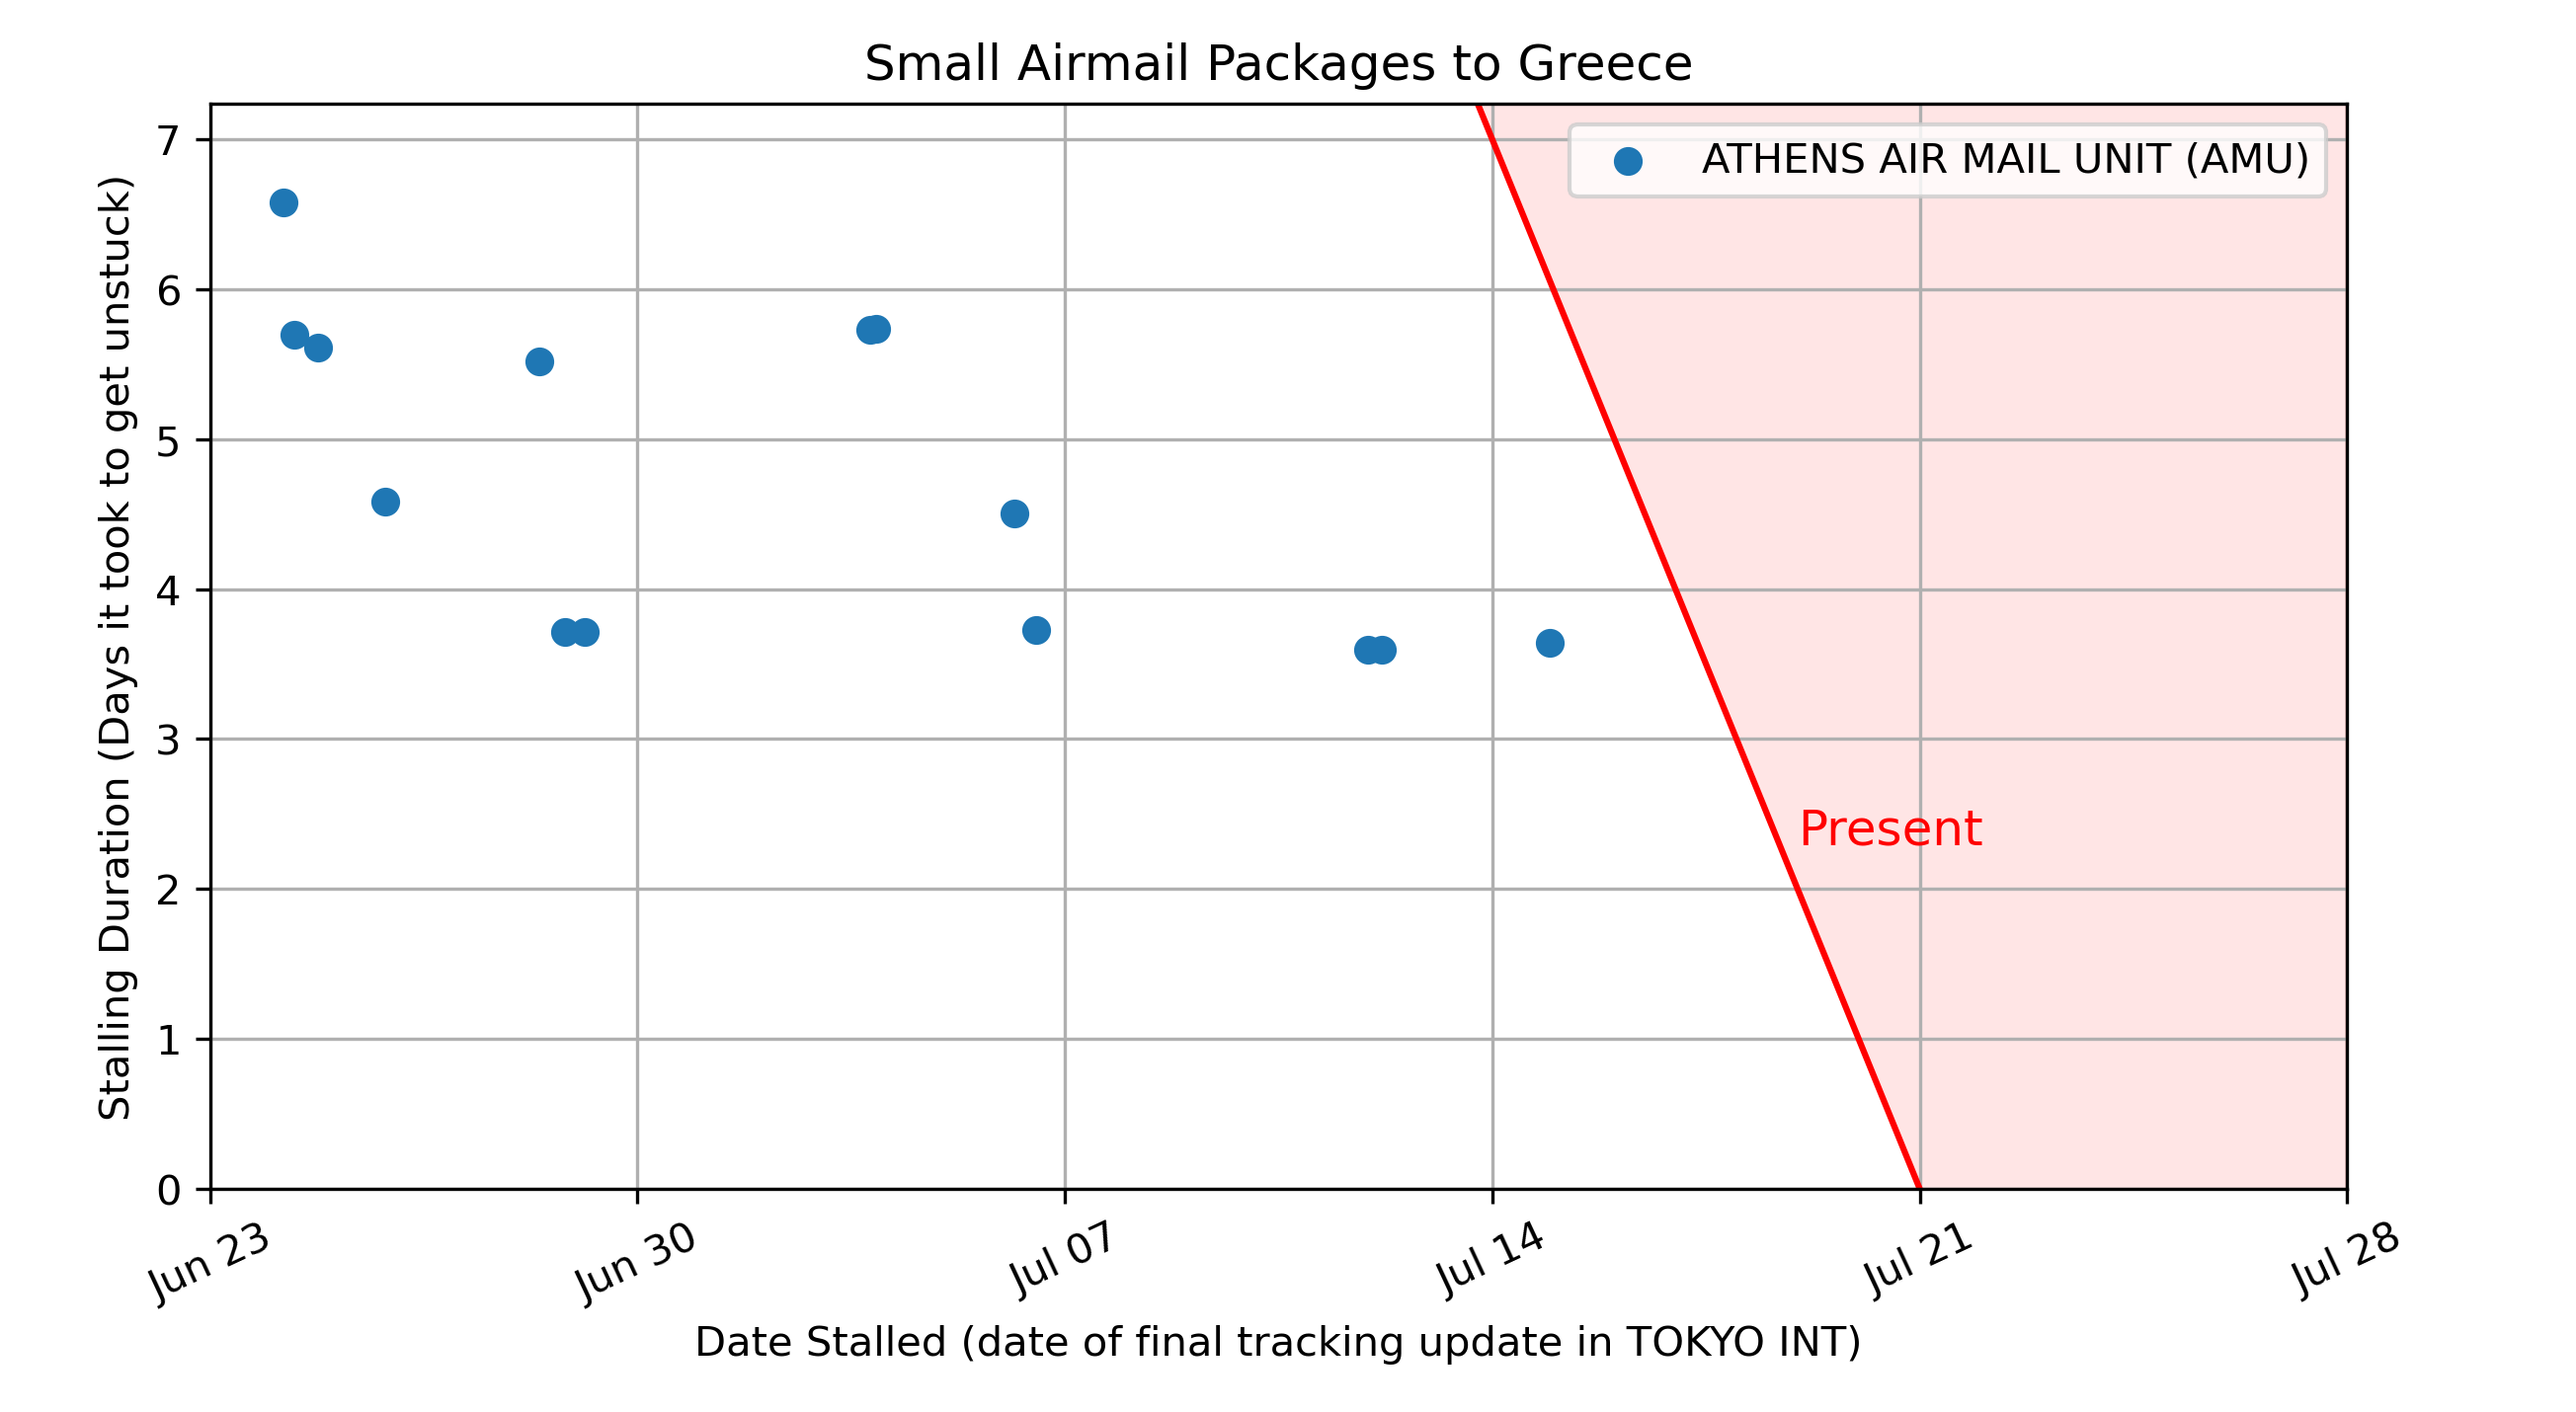 Small Airmail Packages to Greece
ATHENS AIR MAIL UNIT (AMU)
Stalling Duration (Days it took to get unstuck)
7
6
5
4
3
2
1
0
Present
Jun 23
Jun 30
Jul 07
Jul 14
Jul 21
Jul 28
Date Stalled (date of final tracking update in TOKYO INT)